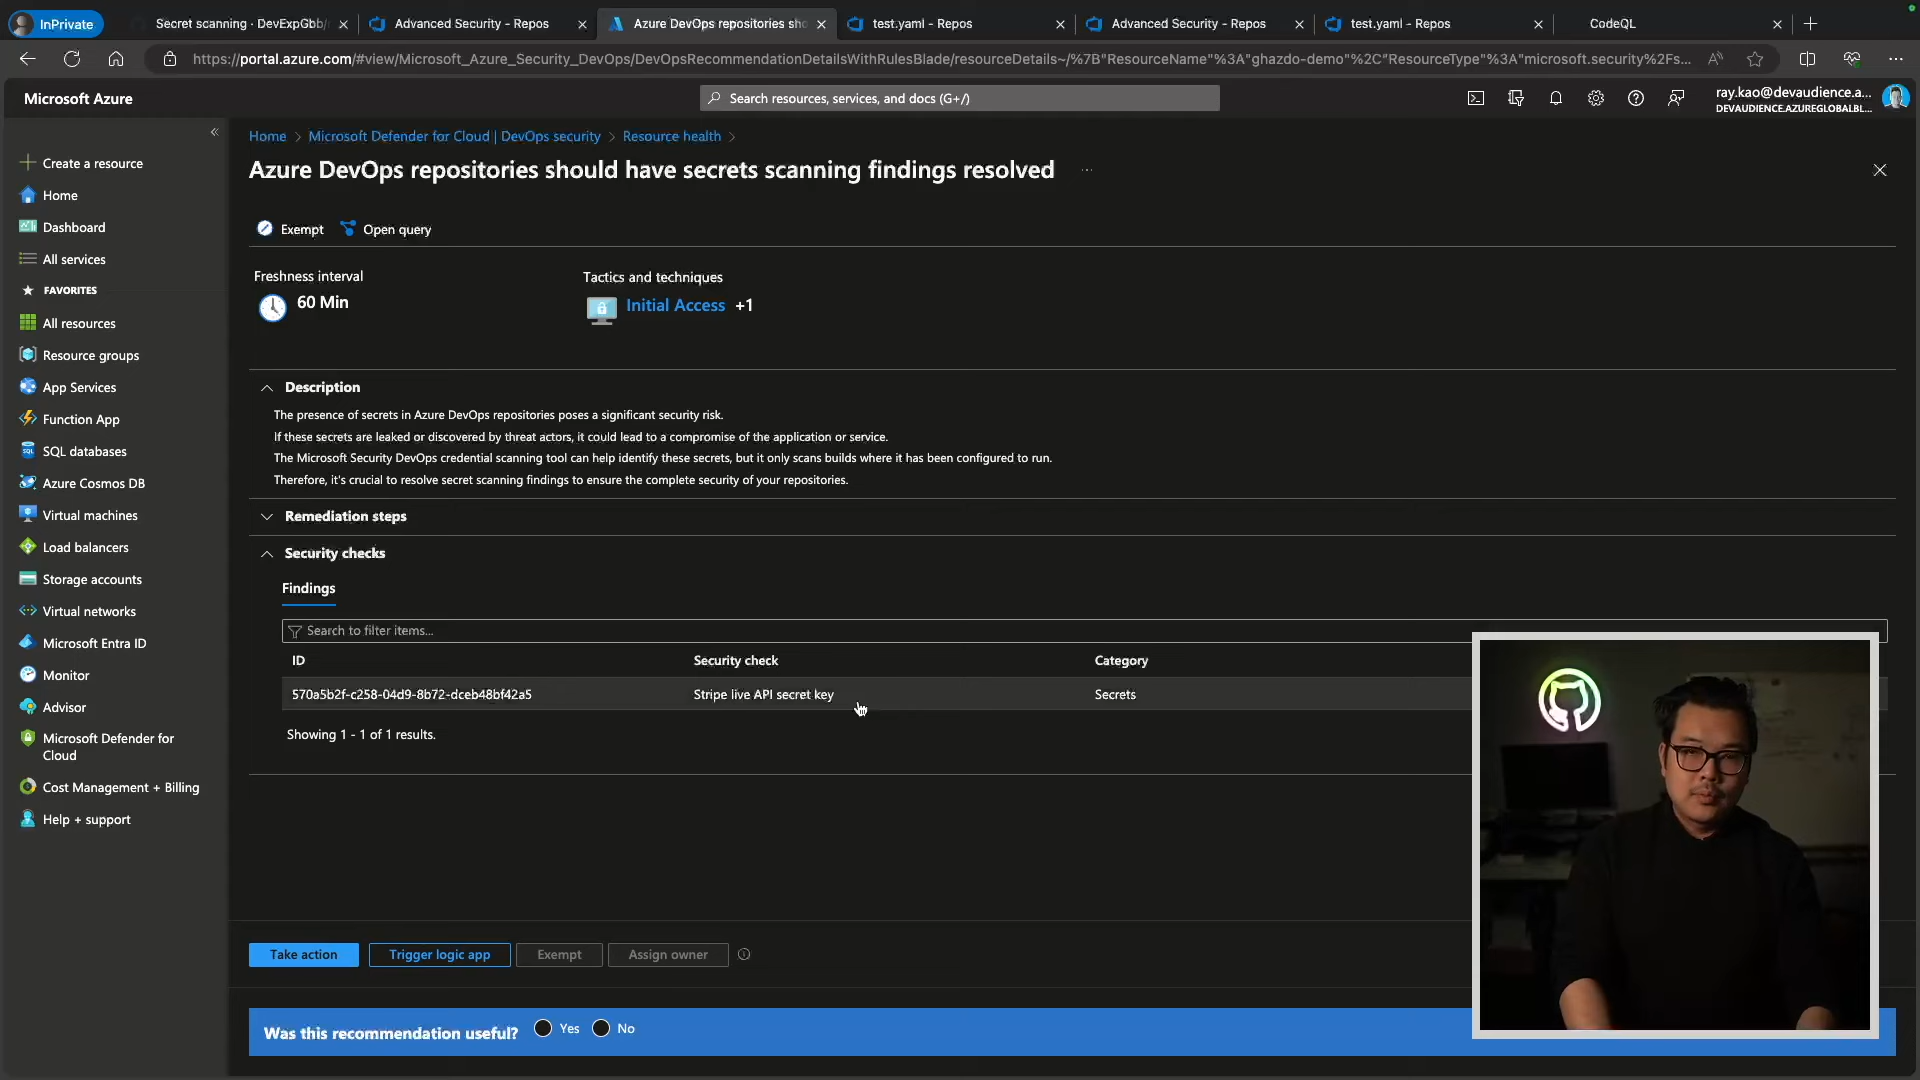 InPrivate
Secret scanning · DevExpGbb/
Advanced Security - Repos
Azure DevOps repositories sho
test.yaml - Repos
Advanced Security - Repos
test.yaml - Repos
CodeQL
https://portal.azure.com/#view/Microsoft_Azure_Security_DevOps/DevOpsRecommendationDetailsWithRulesBlade/resourceDetails~/%7B"ResourceName"%3A"ghazdo-demo"%2C"ResourceType"%3A"microsoft.security%2Fs...
Microsoft Azure
Search resources, services, and docs (G+/)
ray.kao@devaudience.a...
DEVAUDIENCE.AZUREGLOBALBL...
Home > Microsoft Defender for Cloud | DevOps security > Resource health >
Azure DevOps repositories should have secrets scanning findings resolved ...
Create a resource
Home
Dashboard
All services
FAVORITES
All resources
Resource groups
App Services
Function App
SQL databases
Azure Cosmos DB
Virtual machines
Load balancers
Storage accounts
Virtual networks
Microsoft Entra ID
Monitor
Advisor
Microsoft Defender for
Cloud
Cost Management + Billing
Help + support
Exempt
Open query
Freshness interval
60 Min
Tactics and techniques
Initial Access +1
Description
The presence of secrets in Azure DevOps repositories poses a significant security risk.
If these secrets are leaked or discovered by threat actors, it could lead to a compromise of the application or service.
The Microsoft Security DevOps credential scanning tool can help identify these secrets, but it only scans builds where it has been configured to run.
Therefore, it's crucial to resolve secret scanning findings to ensure the complete security of your repositories.
Remediation steps
Security checks
Findings
Search to filter items...
ID Security check Category
570a5b2f-c258-04d9-8b72-dceb48bf42a5 Stripe live API secret key Secrets
Showing 1 - 1 of 1 results.
Take action
Trigger logic app
Exempt
Assign owner
Was this recommendation useful? Yes No